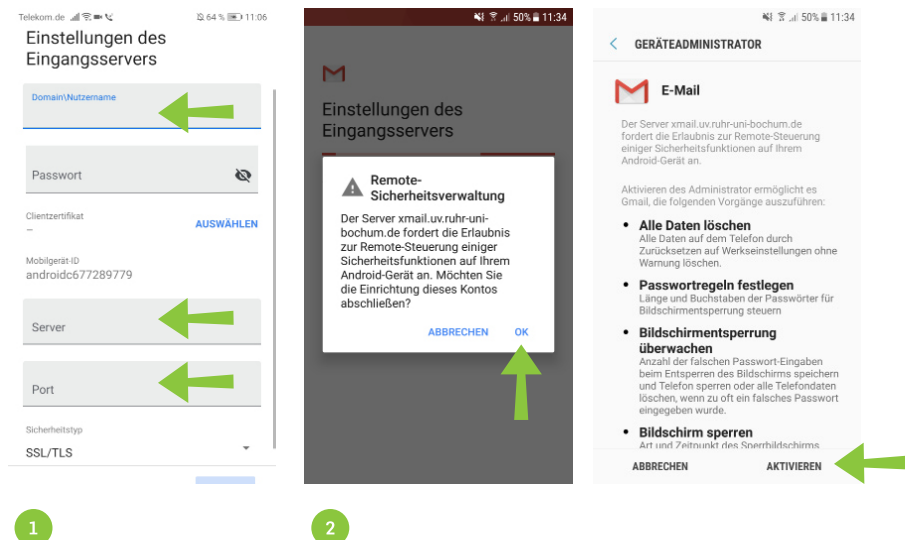 Telekom.de
64 % 11:06
Einstellungen des
Eingangsservers
Domain\Nutzername
Passwort
Clientzertifikat
–
AUSWÄHLEN
Mobilgerät-ID
androidc677289779
Server
Port
Sicherheitstyp
SSL/TLS
1
50% 11:34
Einstellungen des
Eingangsservers
Remote-
Sicherheitsverwaltung
Der Server xmail.uv.ruhr-uni-
bochum.de fordert die Erlaubnis
zur Remote-Steuerung einiger
Sicherheitsfunktionen auf Ihrem
Android-Gerät an. Möchten Sie
die Einrichtung dieses Kontos
abschließen?
ABBRECHEN OK
2
50% 11:34
GERÄTEADMINISTRATOR
E-Mail
Der Server xmail.uv.ruhr-uni-bochum.de
fordert die Erlaubnis zur Remote-Steuerung
einiger Sicherheitsfunktionen auf Ihrem
Android-Gerät an.
Aktivieren des Administrator ermöglicht es
Gmail, die folgenden Vorgänge auszuführen:
• Alle Daten löschen
Alle Daten auf dem Telefon durch
Zurücksetzen auf Werkseinstellungen ohne
Warnung löschen.
• Passwortregeln festlegen
Länge und Buchstaben der Passwörter für
Bildschirmentsperrung steuern
• Bildschirmentsperrung
überwachen
Anzahl der falschen Passwort-Eingaben
beim Entsperren des Bildschirms speichern
und Telefon sperren oder alle Telefondaten
löschen, wenn zu oft ein falsches Passwort
eingegeben wurde.
• Bildschirm sperren
Art und Zeitpunkt des Sperrbildschirms
ABBRECHEN AKTIVIEREN